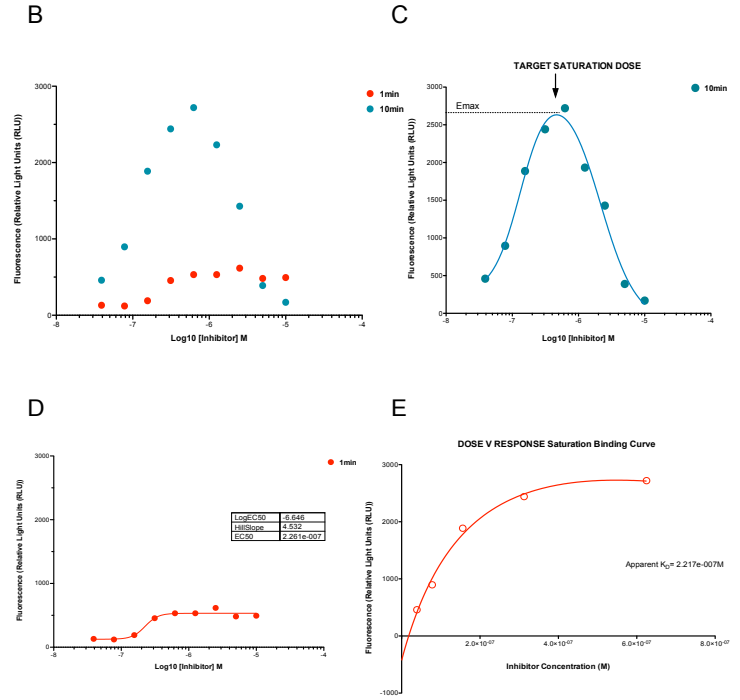 B
C
TARGET SATURATION DOSE
1min
10min
10min
Emax
3000
2500
2000
1500
1000
500
0
-8
-7
-6
-5
-4
Fluorescence (Relative Light Units (RLU))
Log10 [Inhibitor] M
3000
2500
2000
1500
1000
500
0
-8
-7
-6
-5
-4
Fluorescence (Relative Light Units (RLU))
Log10 [Inhibitor] M
D
E
DOSE V RESPONSE Saturation Binding Curve
1min
LogEC50 -6.646
HillSlope 4.532
EC50 2.261e-007
3000
2000
1000
0
-8
-7
-6
-5
-4
Fluorescence (Relative Light Units (RLU))
Log10 [Inhibitor] M
3000
2000
1000
0
-1000
2.0×10-07
4.0×10-07
6.0×10-07
8.0×10-07
Apparent KD= 2.217e-007M
Fluorescence (Relative Light Units (RLU))
Inhibitor Concentration (M)